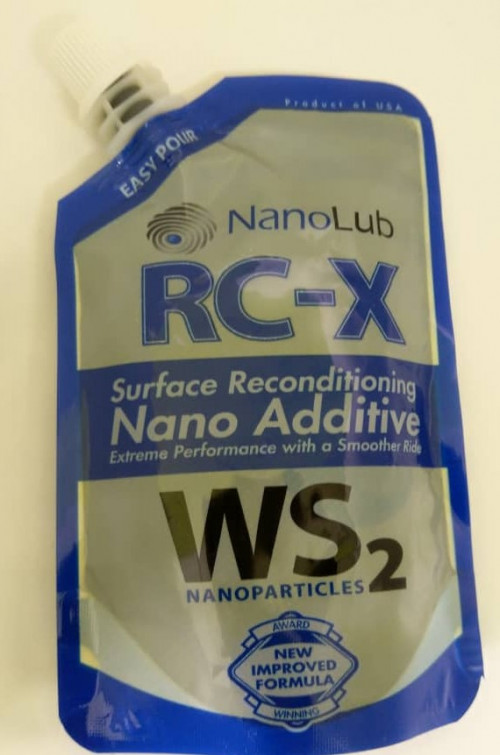 Product of USA
EASY POUR
NanoLub
RC-X
Surface Reconditioning
Nano Additive
Extreme Performance with a Smoother Ride
WS2
NANOPARTICLES
AWARD
NEW
IMPROVED
FORMULA
WINNING